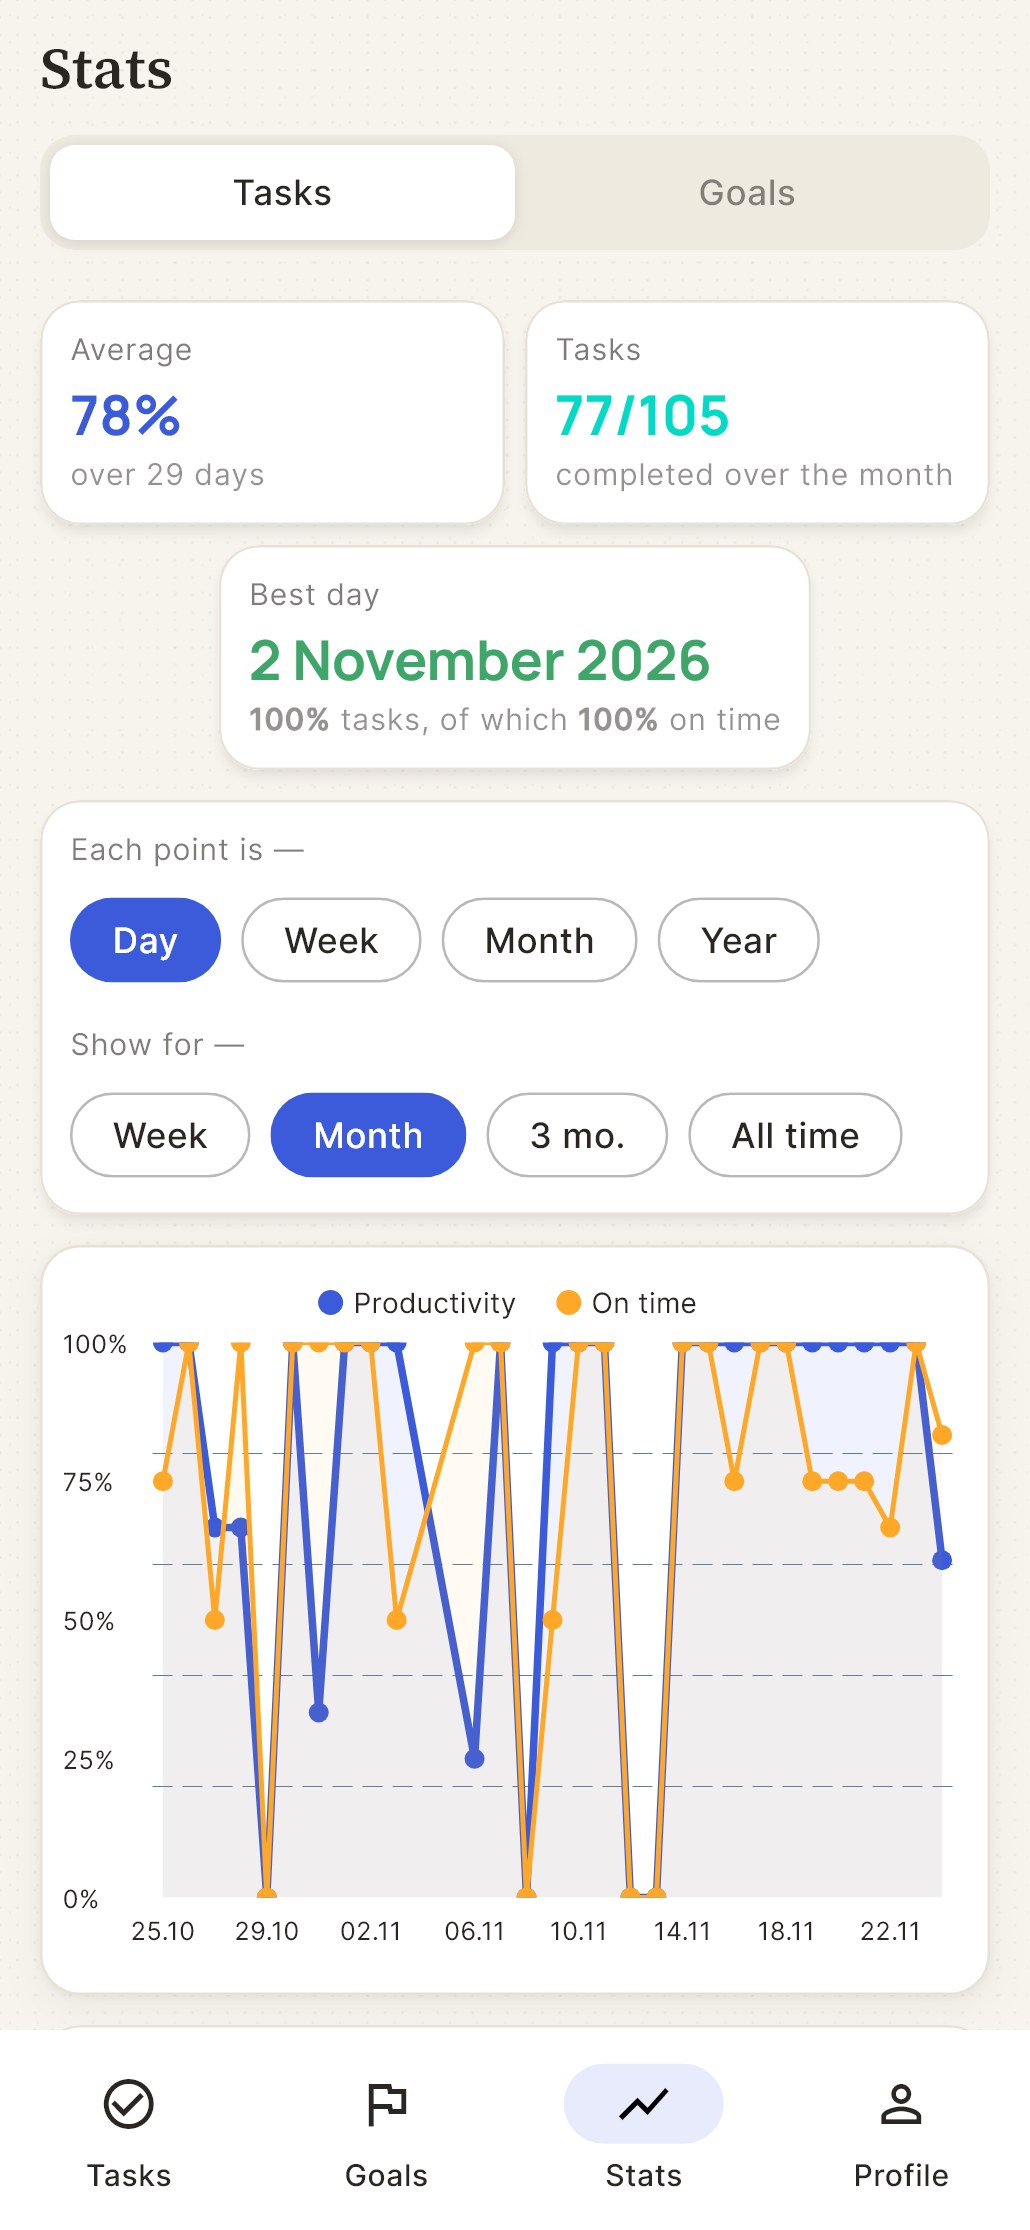 Stats
Tasks
Goals
Average
78%
over 29 days
Tasks
77/105
completed over the month
Best day
2 November 2026
100% tasks, of which 100% on time
Each point is —
Day
Week
Month
Year
Show for —
Week
Month
3 mo.
All time
Productivity
On time
100%
75%
50%
25%
0%
25.10
29.10
02.11
06.11
10.11
14.11
18.11
22.11
Tasks
Goals
Stats
Profile